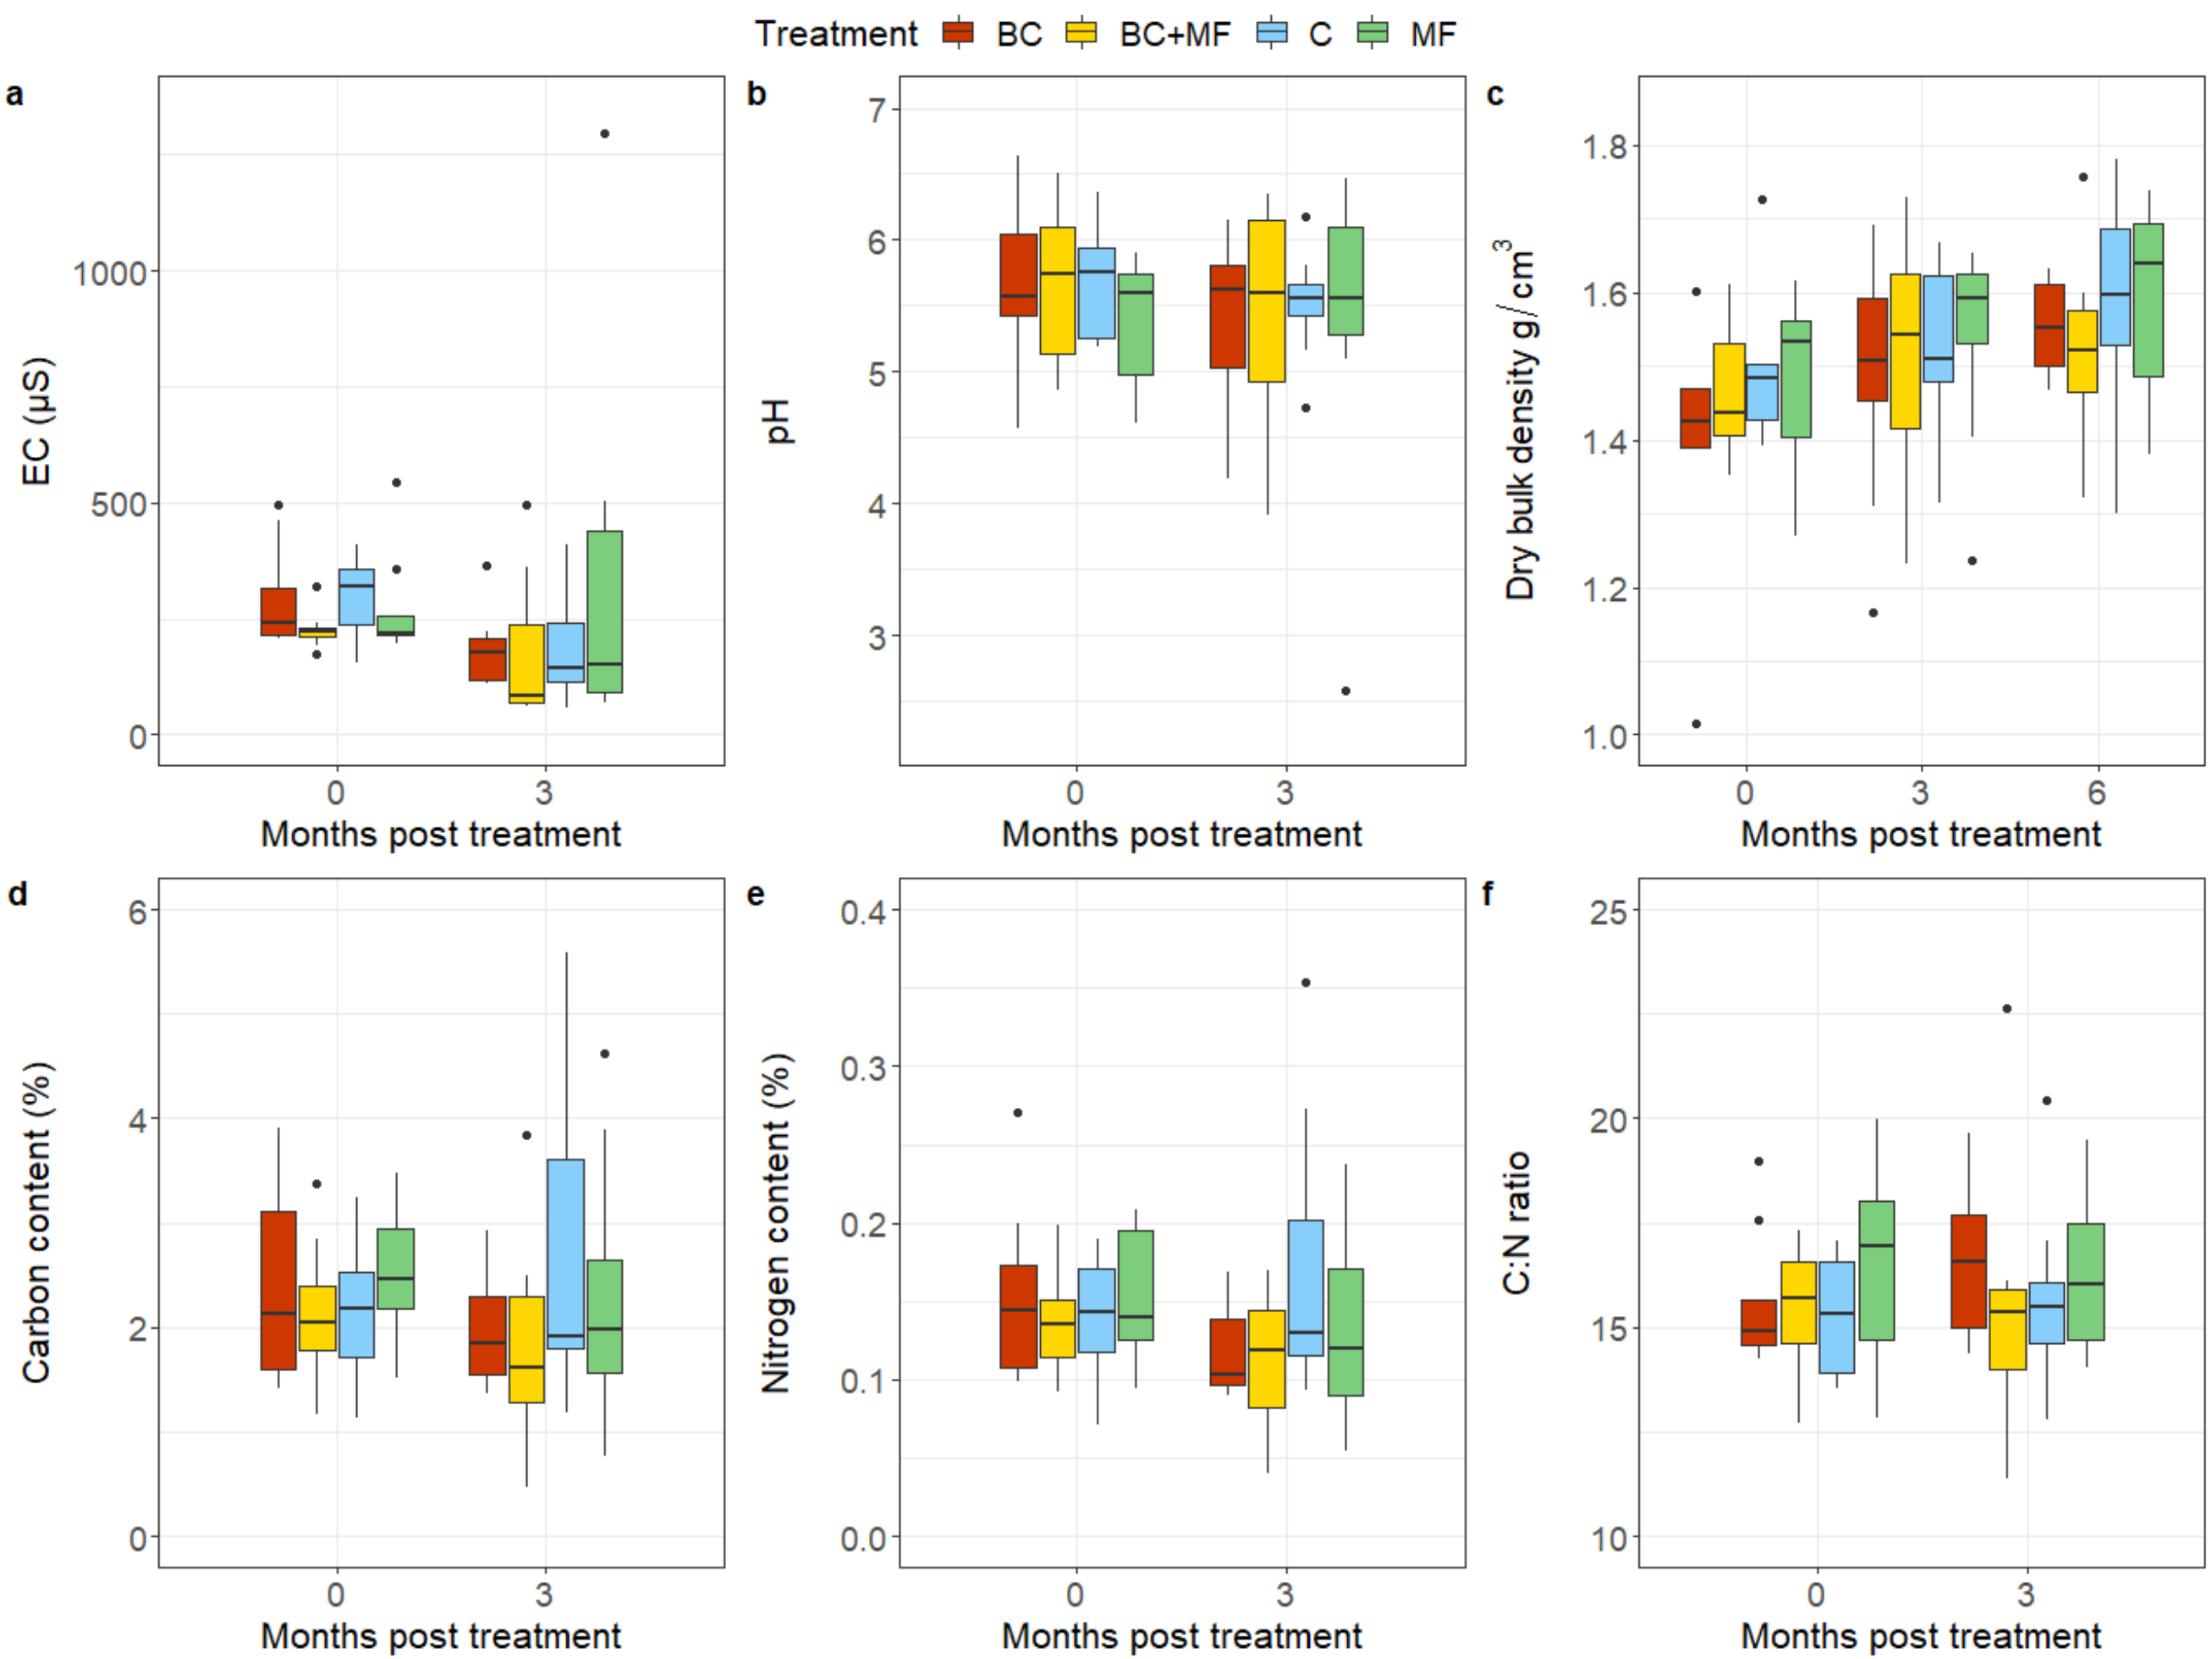 Treatment BC BC+MF C MF
a
EC (µS)
1000
500
0
0 3
Months post treatment
b
pH
7
6
5
4
3
0 3
Months post treatment
c
Dry bulk density g/cm³
1.8
1.6
1.4
1.2
1.0
0 3 6
Months post treatment
d
Carbon content (%)
6
4
2
0
0 3
Months post treatment
e
Nitrogen content (%)
0.4
0.3
0.2
0.1
0.0
0 3
Months post treatment
f
C:N ratio
25
20
15
10
0 3
Months post treatment